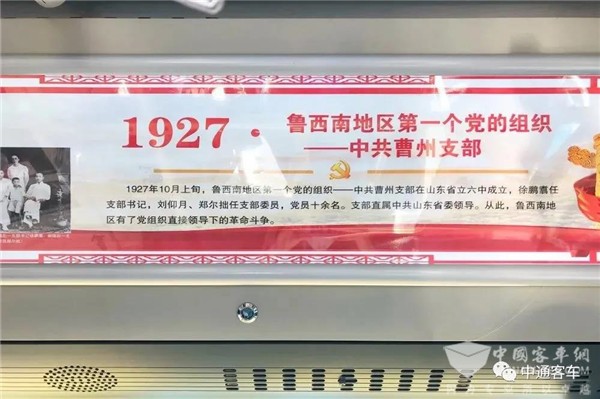 1927·
鲁西南地区第一个党的组织
——中共曹州支部
1927年10月上旬，鲁西南地区第一个党的组织——中共曹州支部在山东省立六中成立，徐鹏翥任
支部书记，刘仰月、郑尔拙任支部委员，党员十余名。支部直属中共山东省委领导。从此，鲁西南地
区有了党组织直接领导下的革命斗争。
中國客車網
中通客车